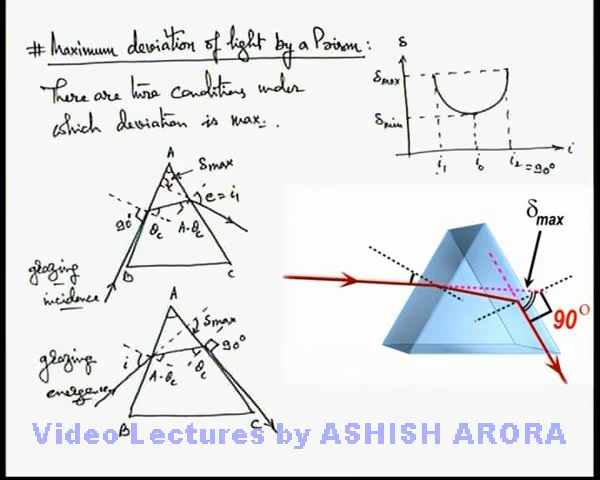 # Maximum deviation of light by a Prism :
There are two conditions under
which deviation is max:.
δ
δmax
δmin
i₁ i₀ i₂ = 90° i
A
δmax
90° e = i₁
θc A-θc
B C
grazing
incidence
A
δmax
90°
grazing i
A-θc θc
emergence
B C
δmax
90°
Video Lectures by ASHISH ARORA